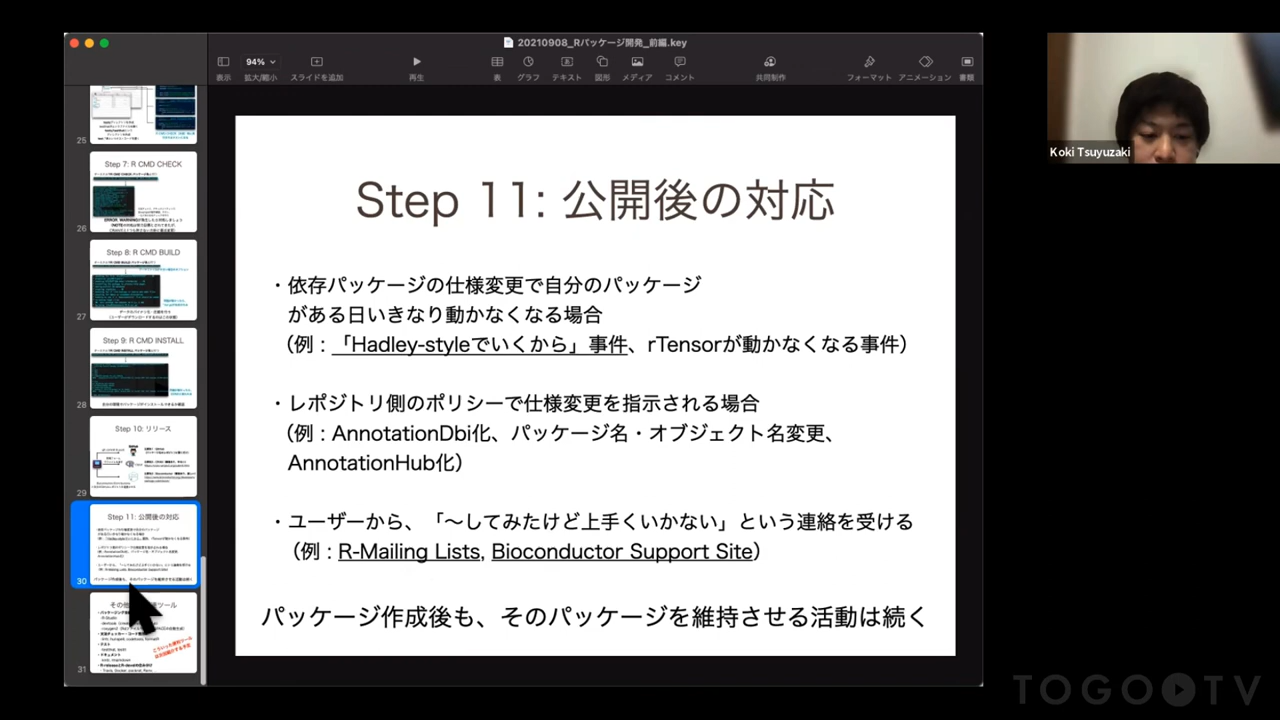 20210908_Rパッケージ開発_前編.key
94%
表示
拡大/縮小
スライドを追加
再生
表
グラフ
テキスト
図形
メディア
コメント
共同制作
フォーマット
アニメーション
書類
25
Step 7: R CMD CHECK
26
Step 8: R CMD BUILD
27
Step 9: R CMD INSTALL
28
Step 10: リリース
29
Step 11: 公開後の対応
30
31
Step 11: 公開後の対応
・依存パッケージの仕様変更で自分のパッケージ
がある日いきなり動かなくなる場合
（例 : 「Hadley-styleでいくから」事件、rTensorが動かなくなる事件）
・レポジトリ側のポリシーで仕様変更を指示される場合
（例 : AnnotationDbi化、パッケージ名・オブジェクト名変更、
AnnotationHub化）
・ユーザーから、「〜してみたけど上手くいかない」という連絡を受ける
（例 : R-Mailing Lists, Bioconductor Support Site）
パッケージ作成後も、そのパッケージを維持させる活動は続く
Koki Tsuyuzaki
TOGO TV